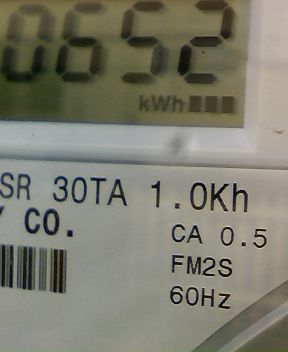 0652
kWh
SR 30TA 1.0Kh
Y CO.
CA 0.5
FM2S
60Hz